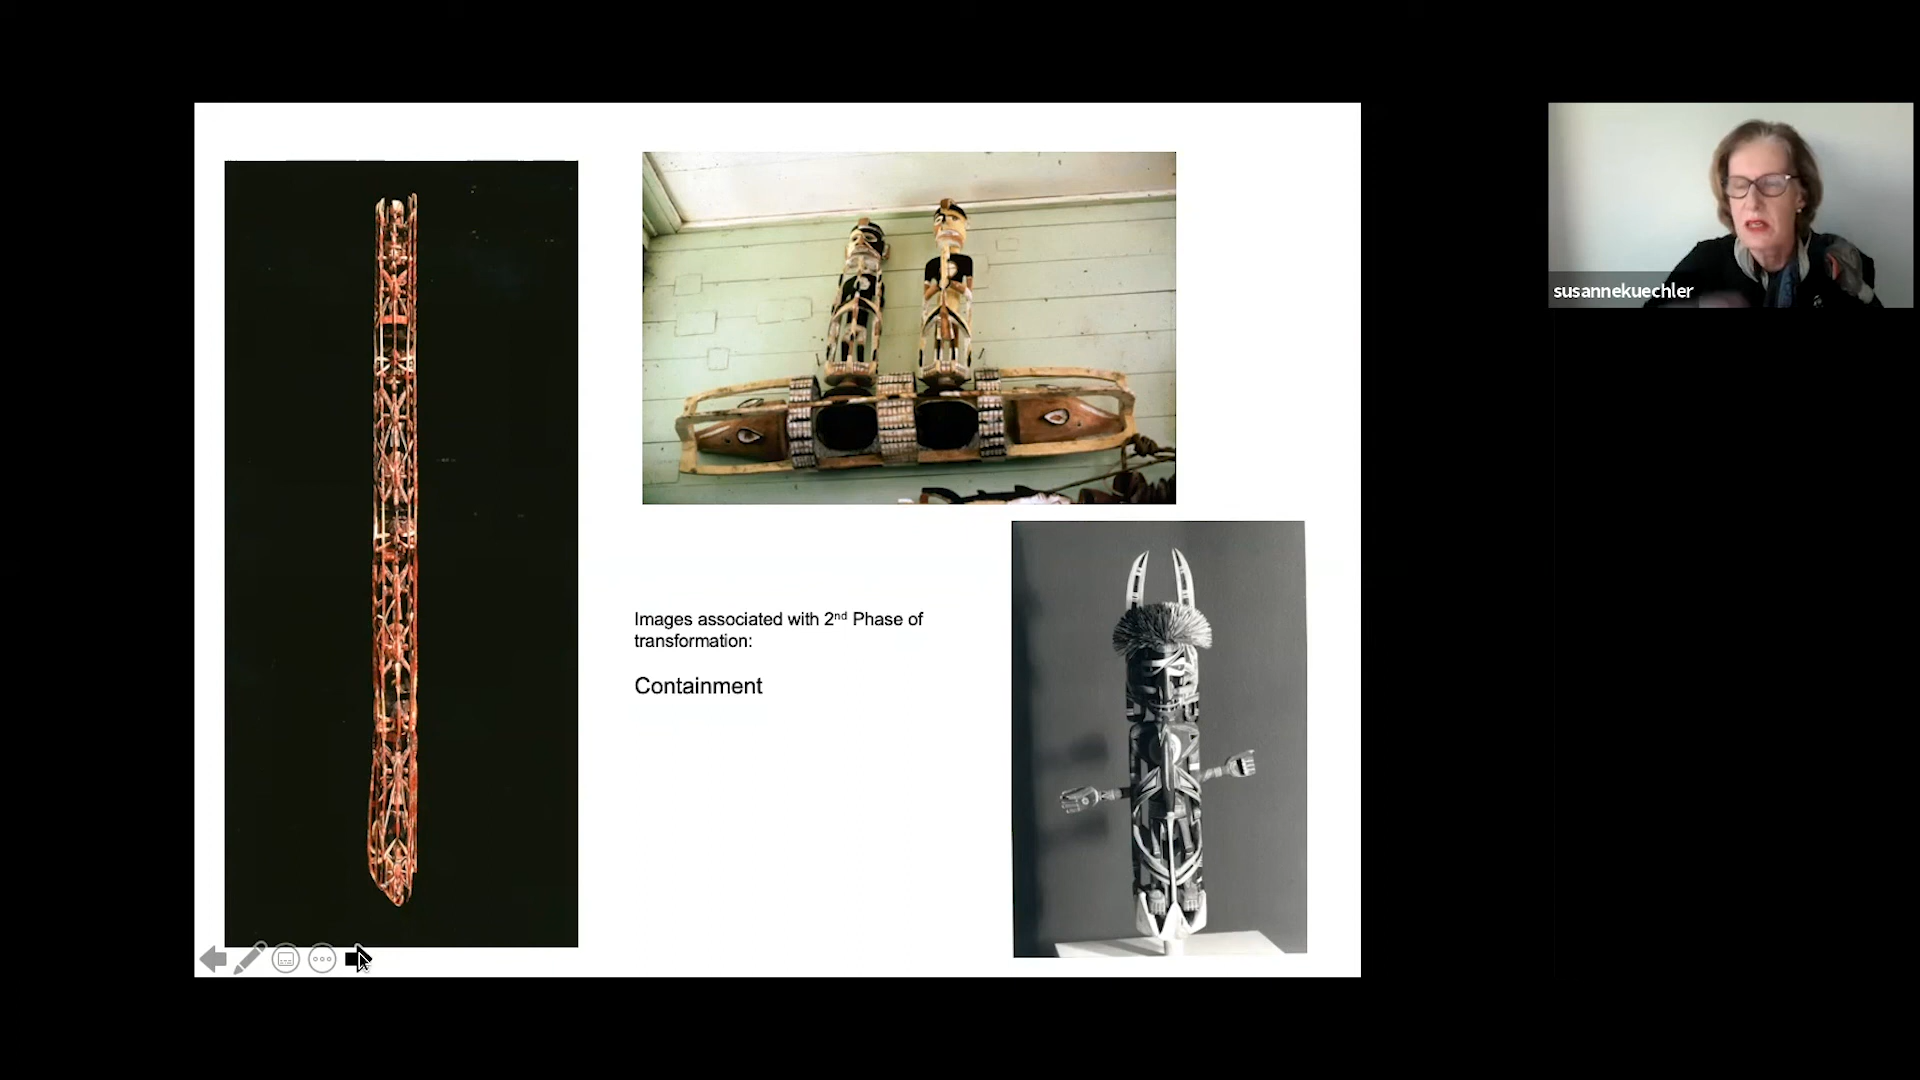 Images associated with 2nd Phase of
transformation:
Containment
susannekuechler